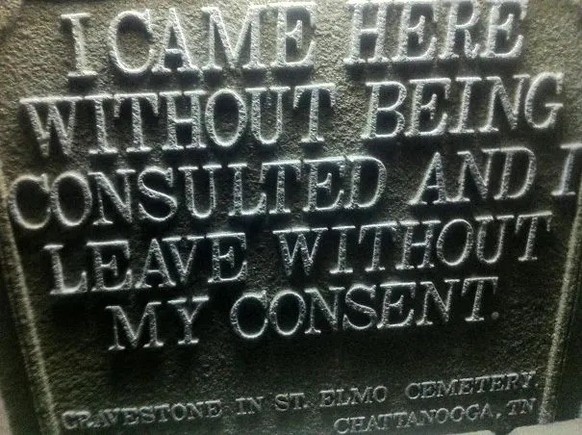 I CAME HERE
WITHOUT BEING
CONSULTED AND I
LEAVE WITHOUT
MY CONSENT.
GRAVESTONE IN ST. ELMO CEMETERY.
CHATTANOOGA, TN